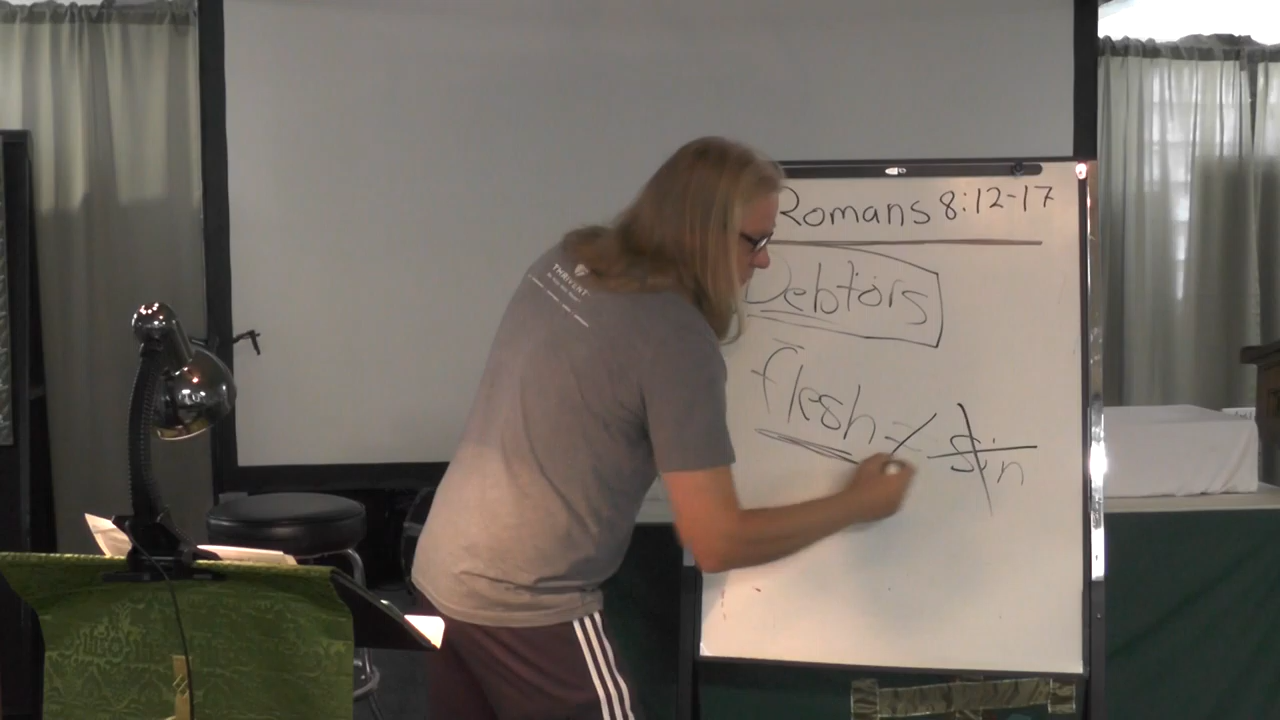 THRIVENT
Romans 8:12-17
Debtors
flesh ≠ sin